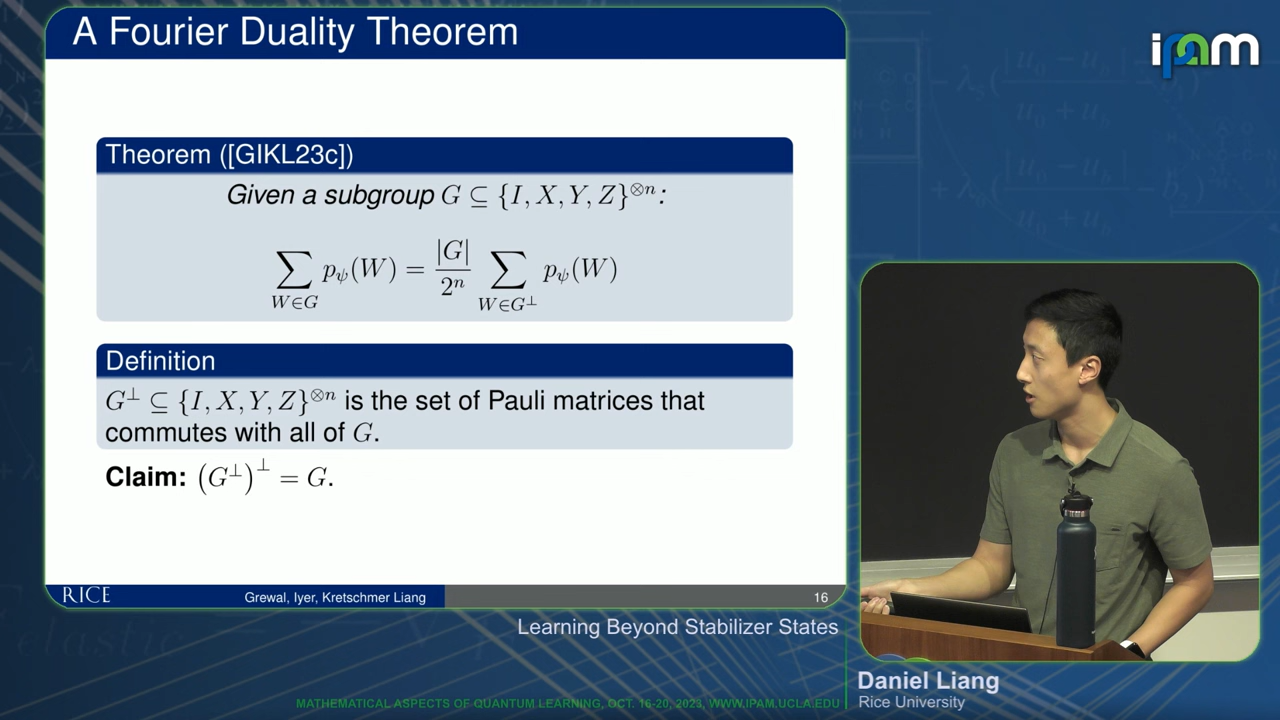 A Fourier Duality Theorem
ipam
Theorem ([GIKL23c])
Given a subgroup G ⊆ {I, X, Y, Z}^{⊗n}:
∑_{W∈G} p_ψ(W) = |G|/2^n ∑_{W∈G^⊥} p_ψ(W)
Definition
G^⊥ ⊆ {I, X, Y, Z}^{⊗n} is the set of Pauli matrices that
commutes with all of G.
Claim: (G^⊥)^⊥ = G.
RICE
Grewal, Iyer, Kretschmer Liang
16
Learning Beyond Stabilizer States
Daniel Liang
Rice University
MATHEMATICAL ASPECTS OF QUANTUM LEARNING, OCT. 16-20, 2023, WWW.IPAM.UCLA.EDU